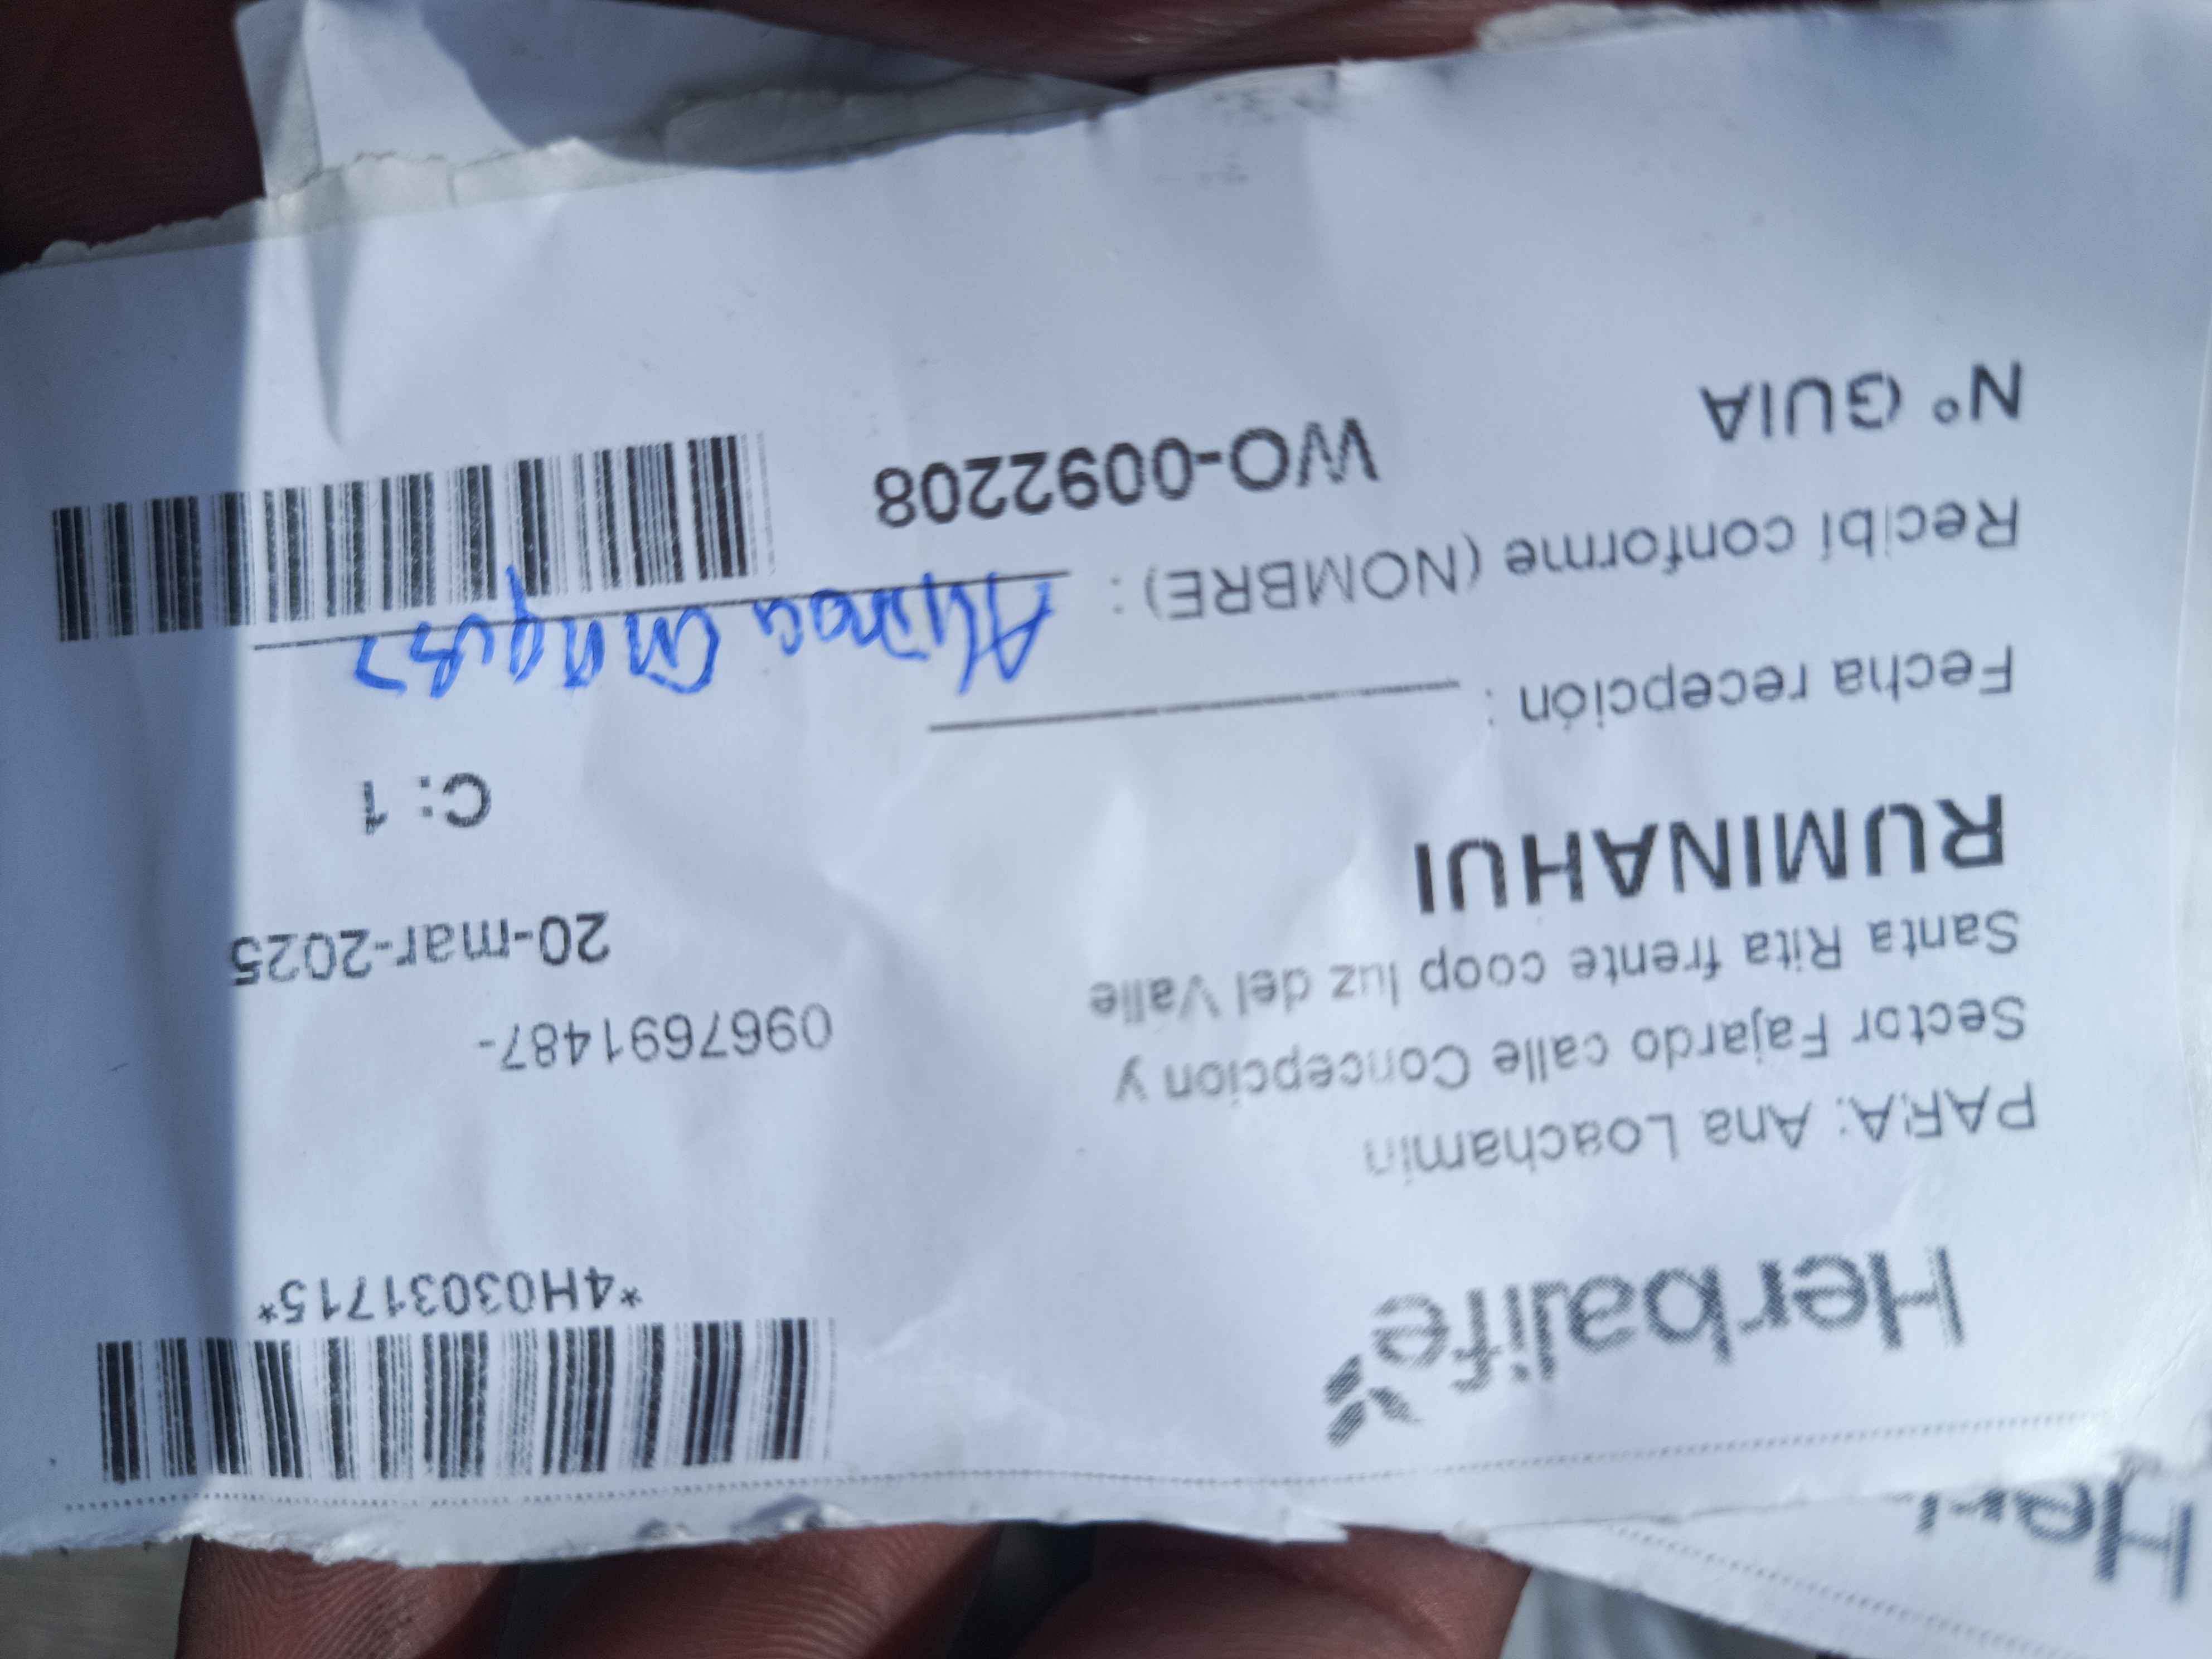 Herbalife
*4H03031715*
PARA: Ana Loachamin
Sector Fajardo calle Concepcion y
0967691487-
Santa Rita frente coop luz del Valle
20-mar-2025
RUMINAHUI
C: 1
Fecha recepción :
Recibí conforme (NOMBRE) :
WO-0092208
N° GUIA